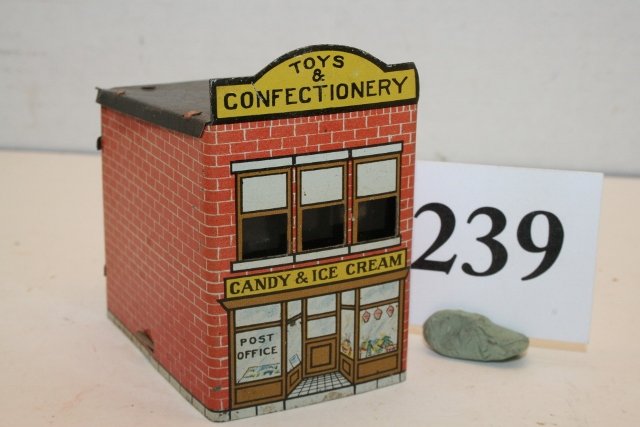 TOYS
&
CONFECTIONERY
CANDY & ICE CREAM
POST
OFFICE
239